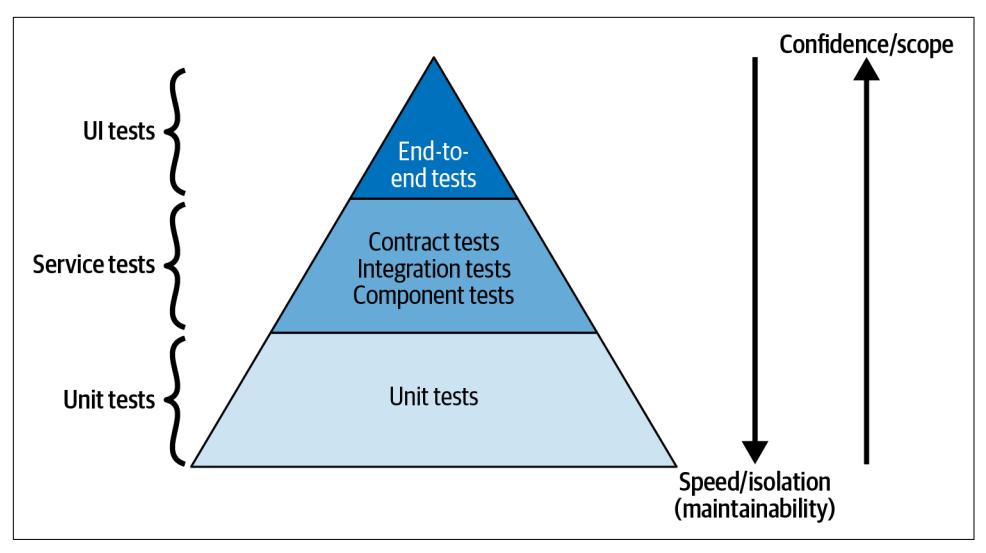 Confidence/scope
UI tests
End-to-
end tests
Service tests
Contract tests
Integration tests
Component tests
Unit tests
Unit tests
Speed/isolation
(maintainability)